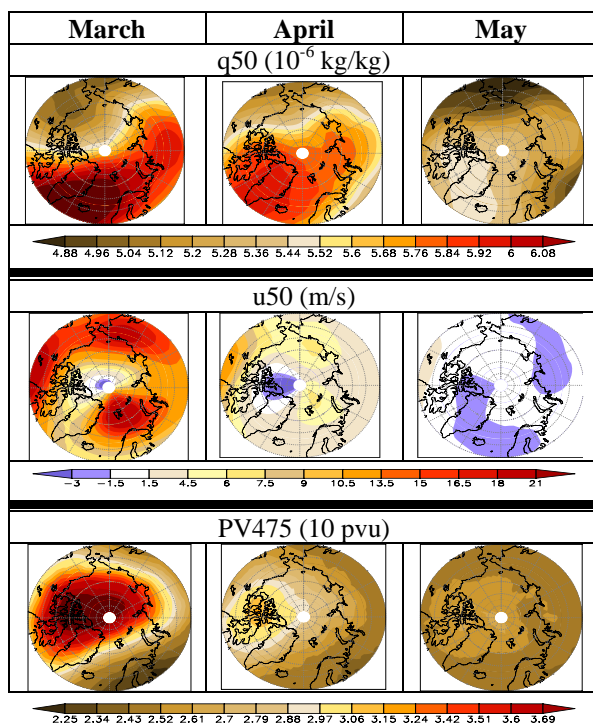 March April May
q50 (10⁻⁶ kg/kg)
4.88 4.96 5.04 5.12 5.2 5.28 5.36 5.44 5.52 5.6 5.68 5.76 5.84 5.92 6 6.08
u50 (m/s)
-3 -1.5 1.5 4.5 6 7.5 9 10.5 13.5 15 16.5 18 21
PV475 (10 pvu)
2.25 2.34 2.43 2.52 2.61 2.7 2.79 2.88 2.97 3.06 3.15 3.24 3.42 3.51 3.6 3.69